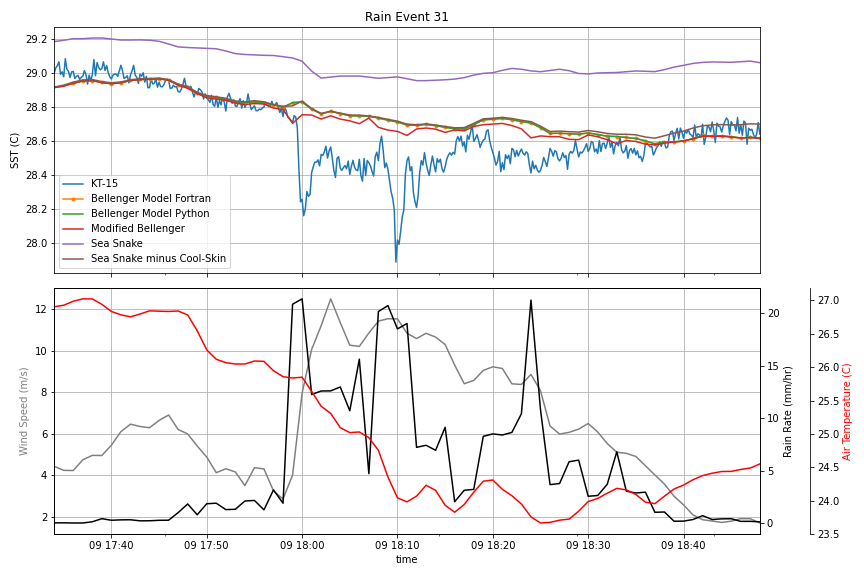 Rain Event 31
29.2
29.0
28.8
28.6
28.4
28.2
28.0
SST (C)
KT-15
Bellenger Model Fortran
Bellenger Model Python
Modified Bellenger
Sea Snake
Sea Snake minus Cool-Skin
12
10
8
6
4
2
Wind Speed (m/s)
20
15
10
5
0
Rain Rate (mm/hr)
27.0
26.5
26.0
25.5
25.0
24.5
24.0
23.5
Air Temperature (C)
09 17:40
09 17:50
09 18:00
09 18:10
09 18:20
09 18:30
09 18:40
time